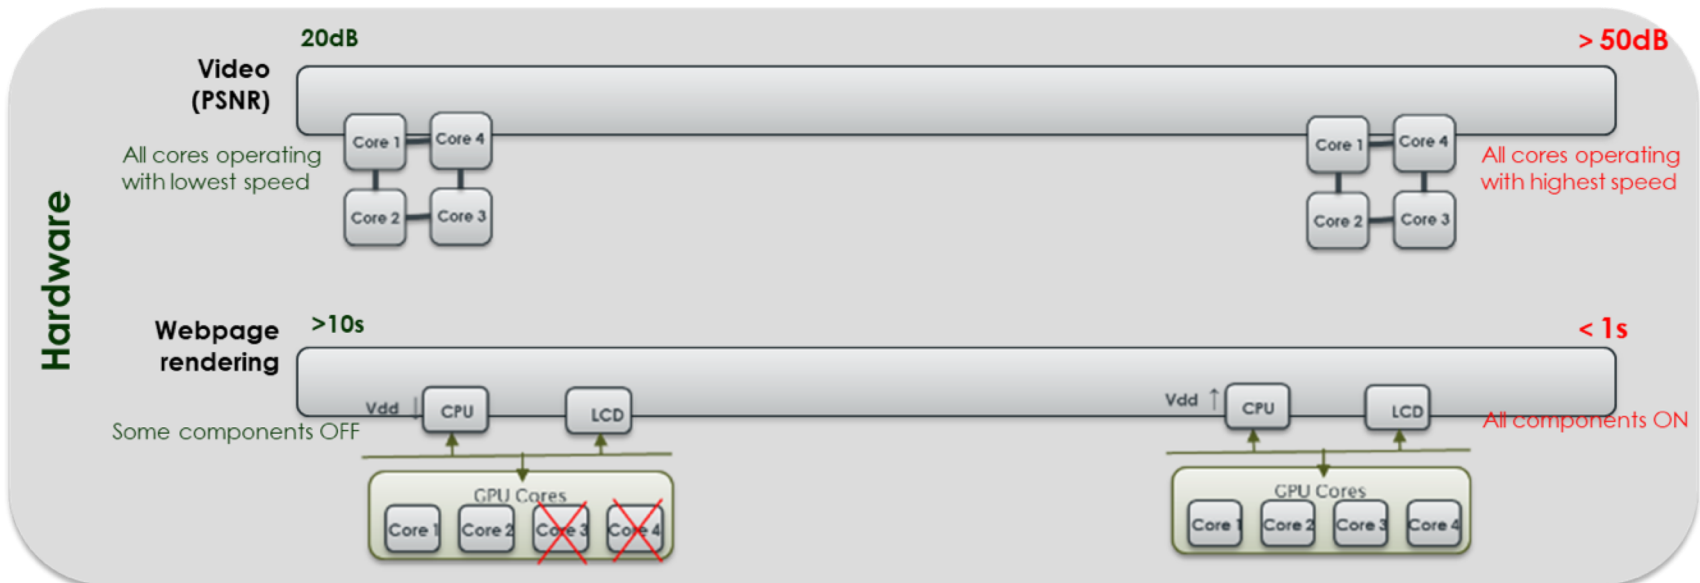 Hardware
20dB
> 50dB
Video
(PSNR)
Core 1
Core 4
Core 2
Core 3
All cores operating
with lowest speed
Core 1
Core 4
Core 2
Core 3
All cores operating
with highest speed
Webpage
rendering
>10s
< 1s
Vdd ↓
CPU
LCD
Some components OFF
GPU Cores
Core 1
Core 2
Core 3
Core 4
Vdd ↑
CPU
LCD
All components ON
GPU Cores
Core 1
Core 2
Core 3
Core 4